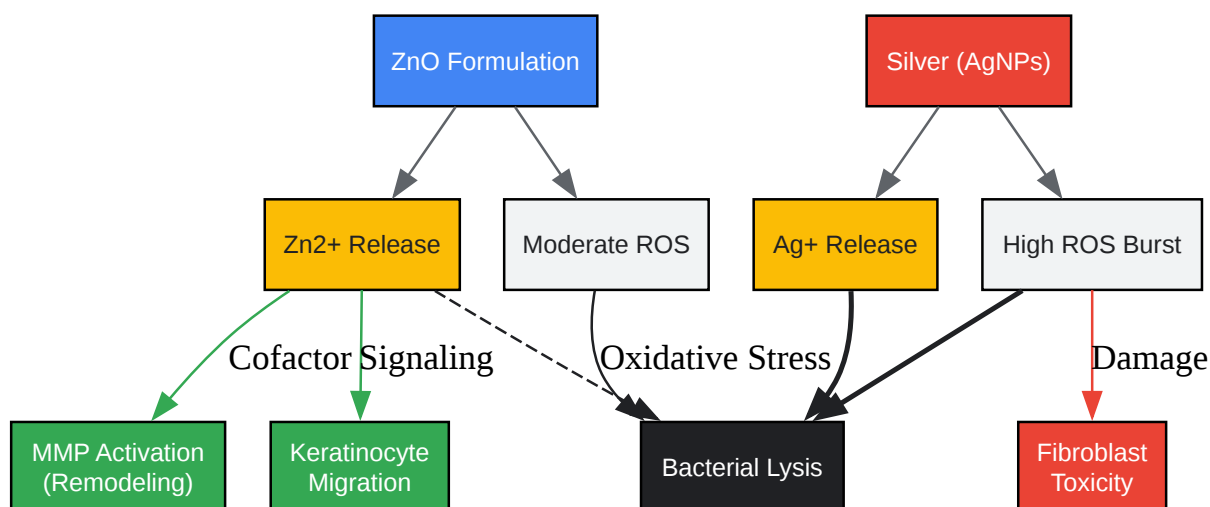 ZnO Formulation
Silver (AgNPs)
Zn2+ Release
Moderate ROS
Ag+ Release
High ROS Burst
Cofactor
Signaling
Oxidative Stress
Damage
MMP Activation
(Remodeling)
Keratinocyte
Migration
Bacterial Lysis
Fibroblast
Toxicity